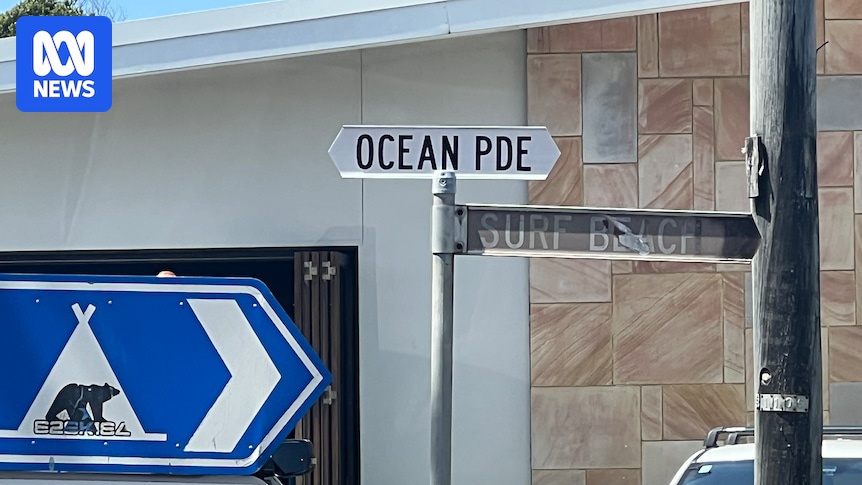 ABC
NEWS
OCEAN PDE
SURF BEACH